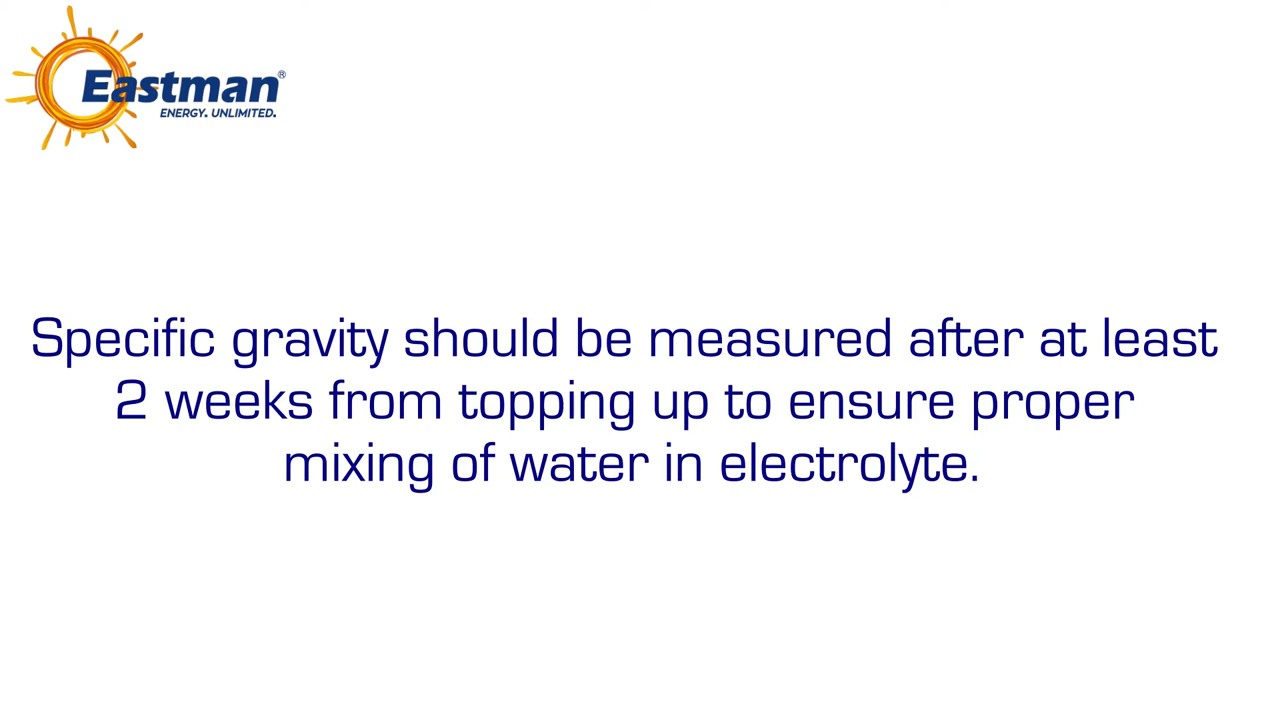 Eastman®
ENERGY. UNLIMITED.
Specific gravity should be measured after at least
2 weeks from topping up to ensure proper
mixing of water in electrolyte.